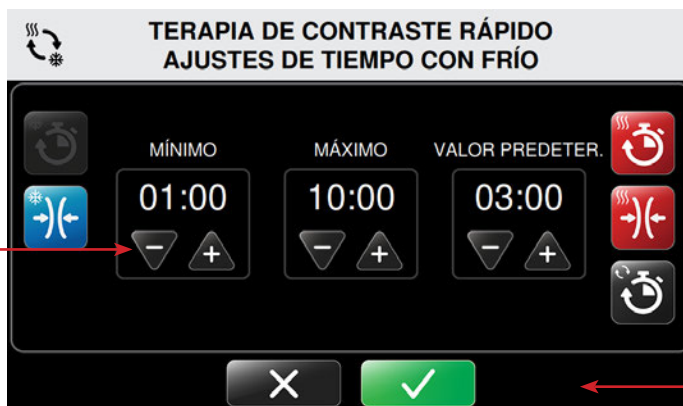 TERAPIA DE CONTRASTE RÁPIDO
AJUSTES DE TIEMPO CON FRÍO
MÍNIMO MÁXIMO VALOR PREDETER.
01:00 10:00 03:00